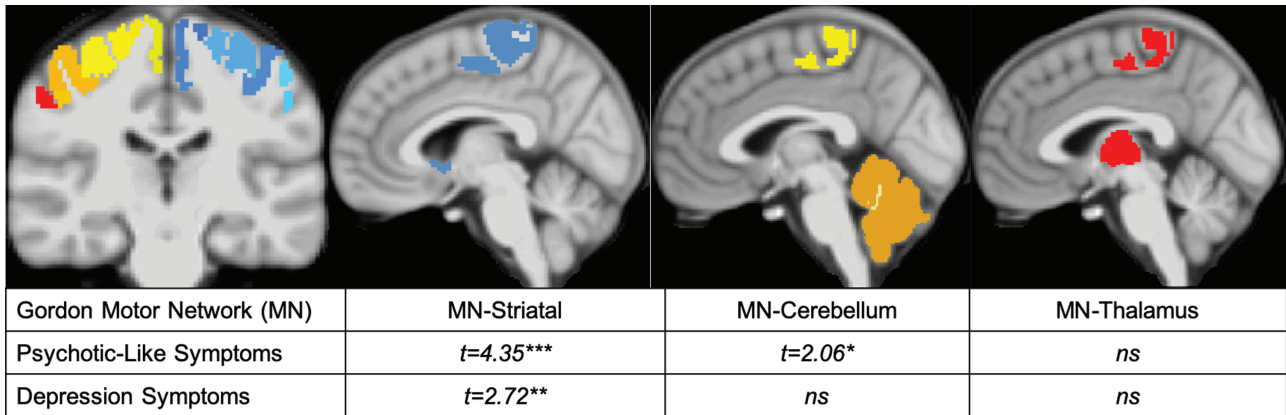 Gordon Motor Network (MN) MN-Striatal MN-Cerebellum MN-Thalamus
Psychotic-Like Symptoms t=4.35*** t=2.06* ns
Depression Symptoms t=2.72** ns ns